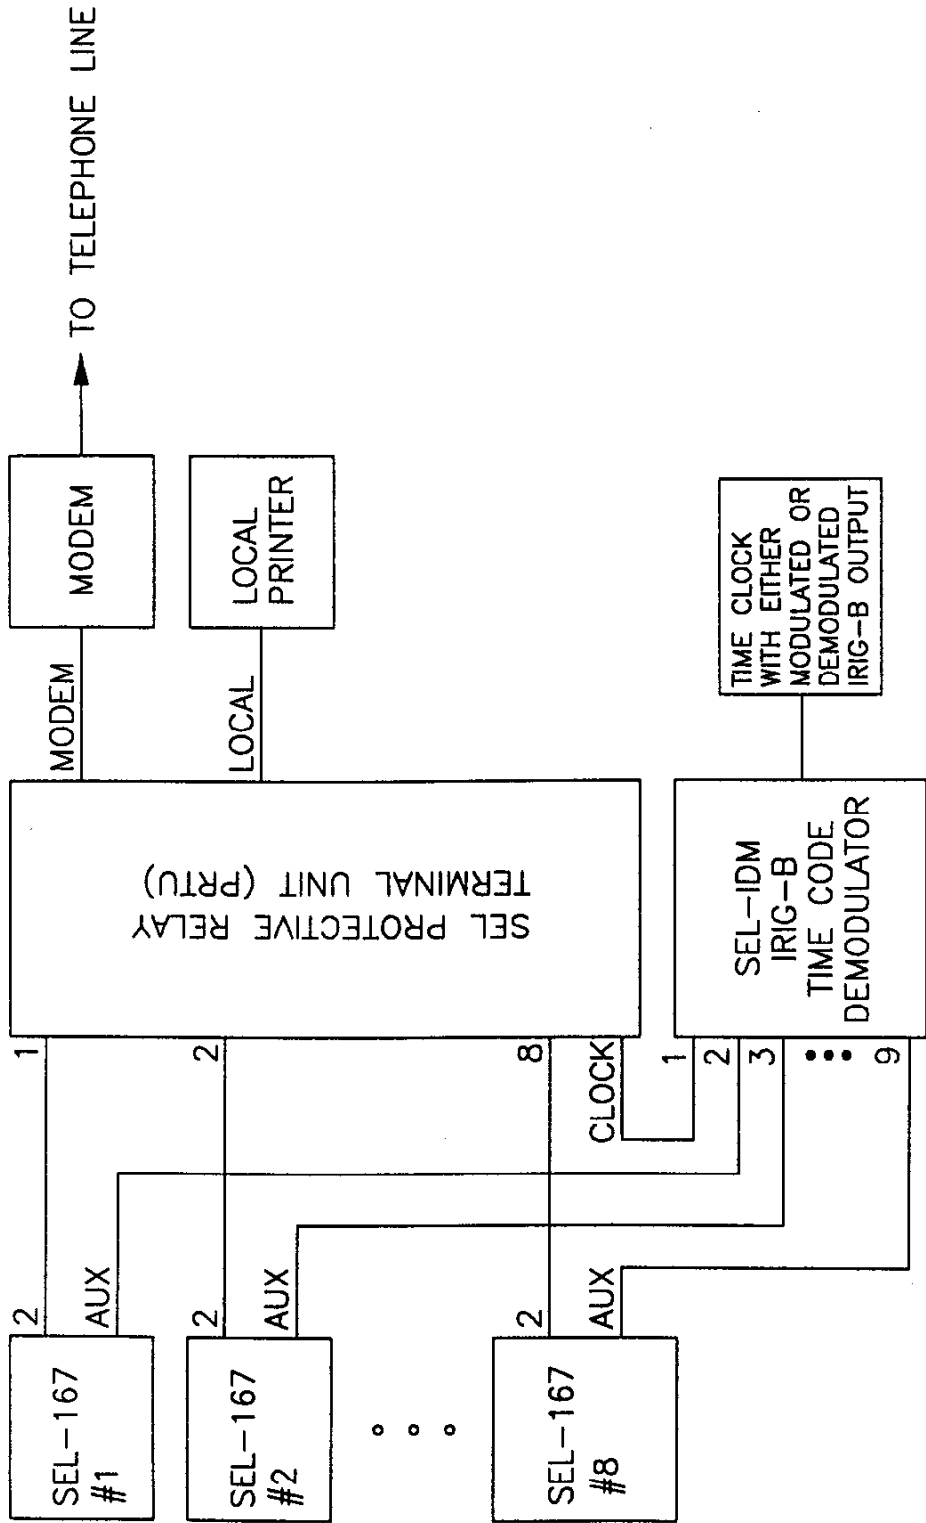 SEL-167
#1
2
AUX
1
MODEM
MODEM
TO TELEPHONE LINE
SEL-167
#2
2
AUX
2
SEL PROTECTIVE RELAY
TERMINAL UNIT (PRTU)
LOCAL
LOCAL
PRINTER
SEL-167
#8
2
AUX
8
CLOCK
1
2
3
9
SEL-IDM
IRIG-B
TIME CODE
DEMODULATOR
TIME CLOCK
WITH EITHER
MODULATED OR
DEMODULATED
IRIG-B OUTPUT